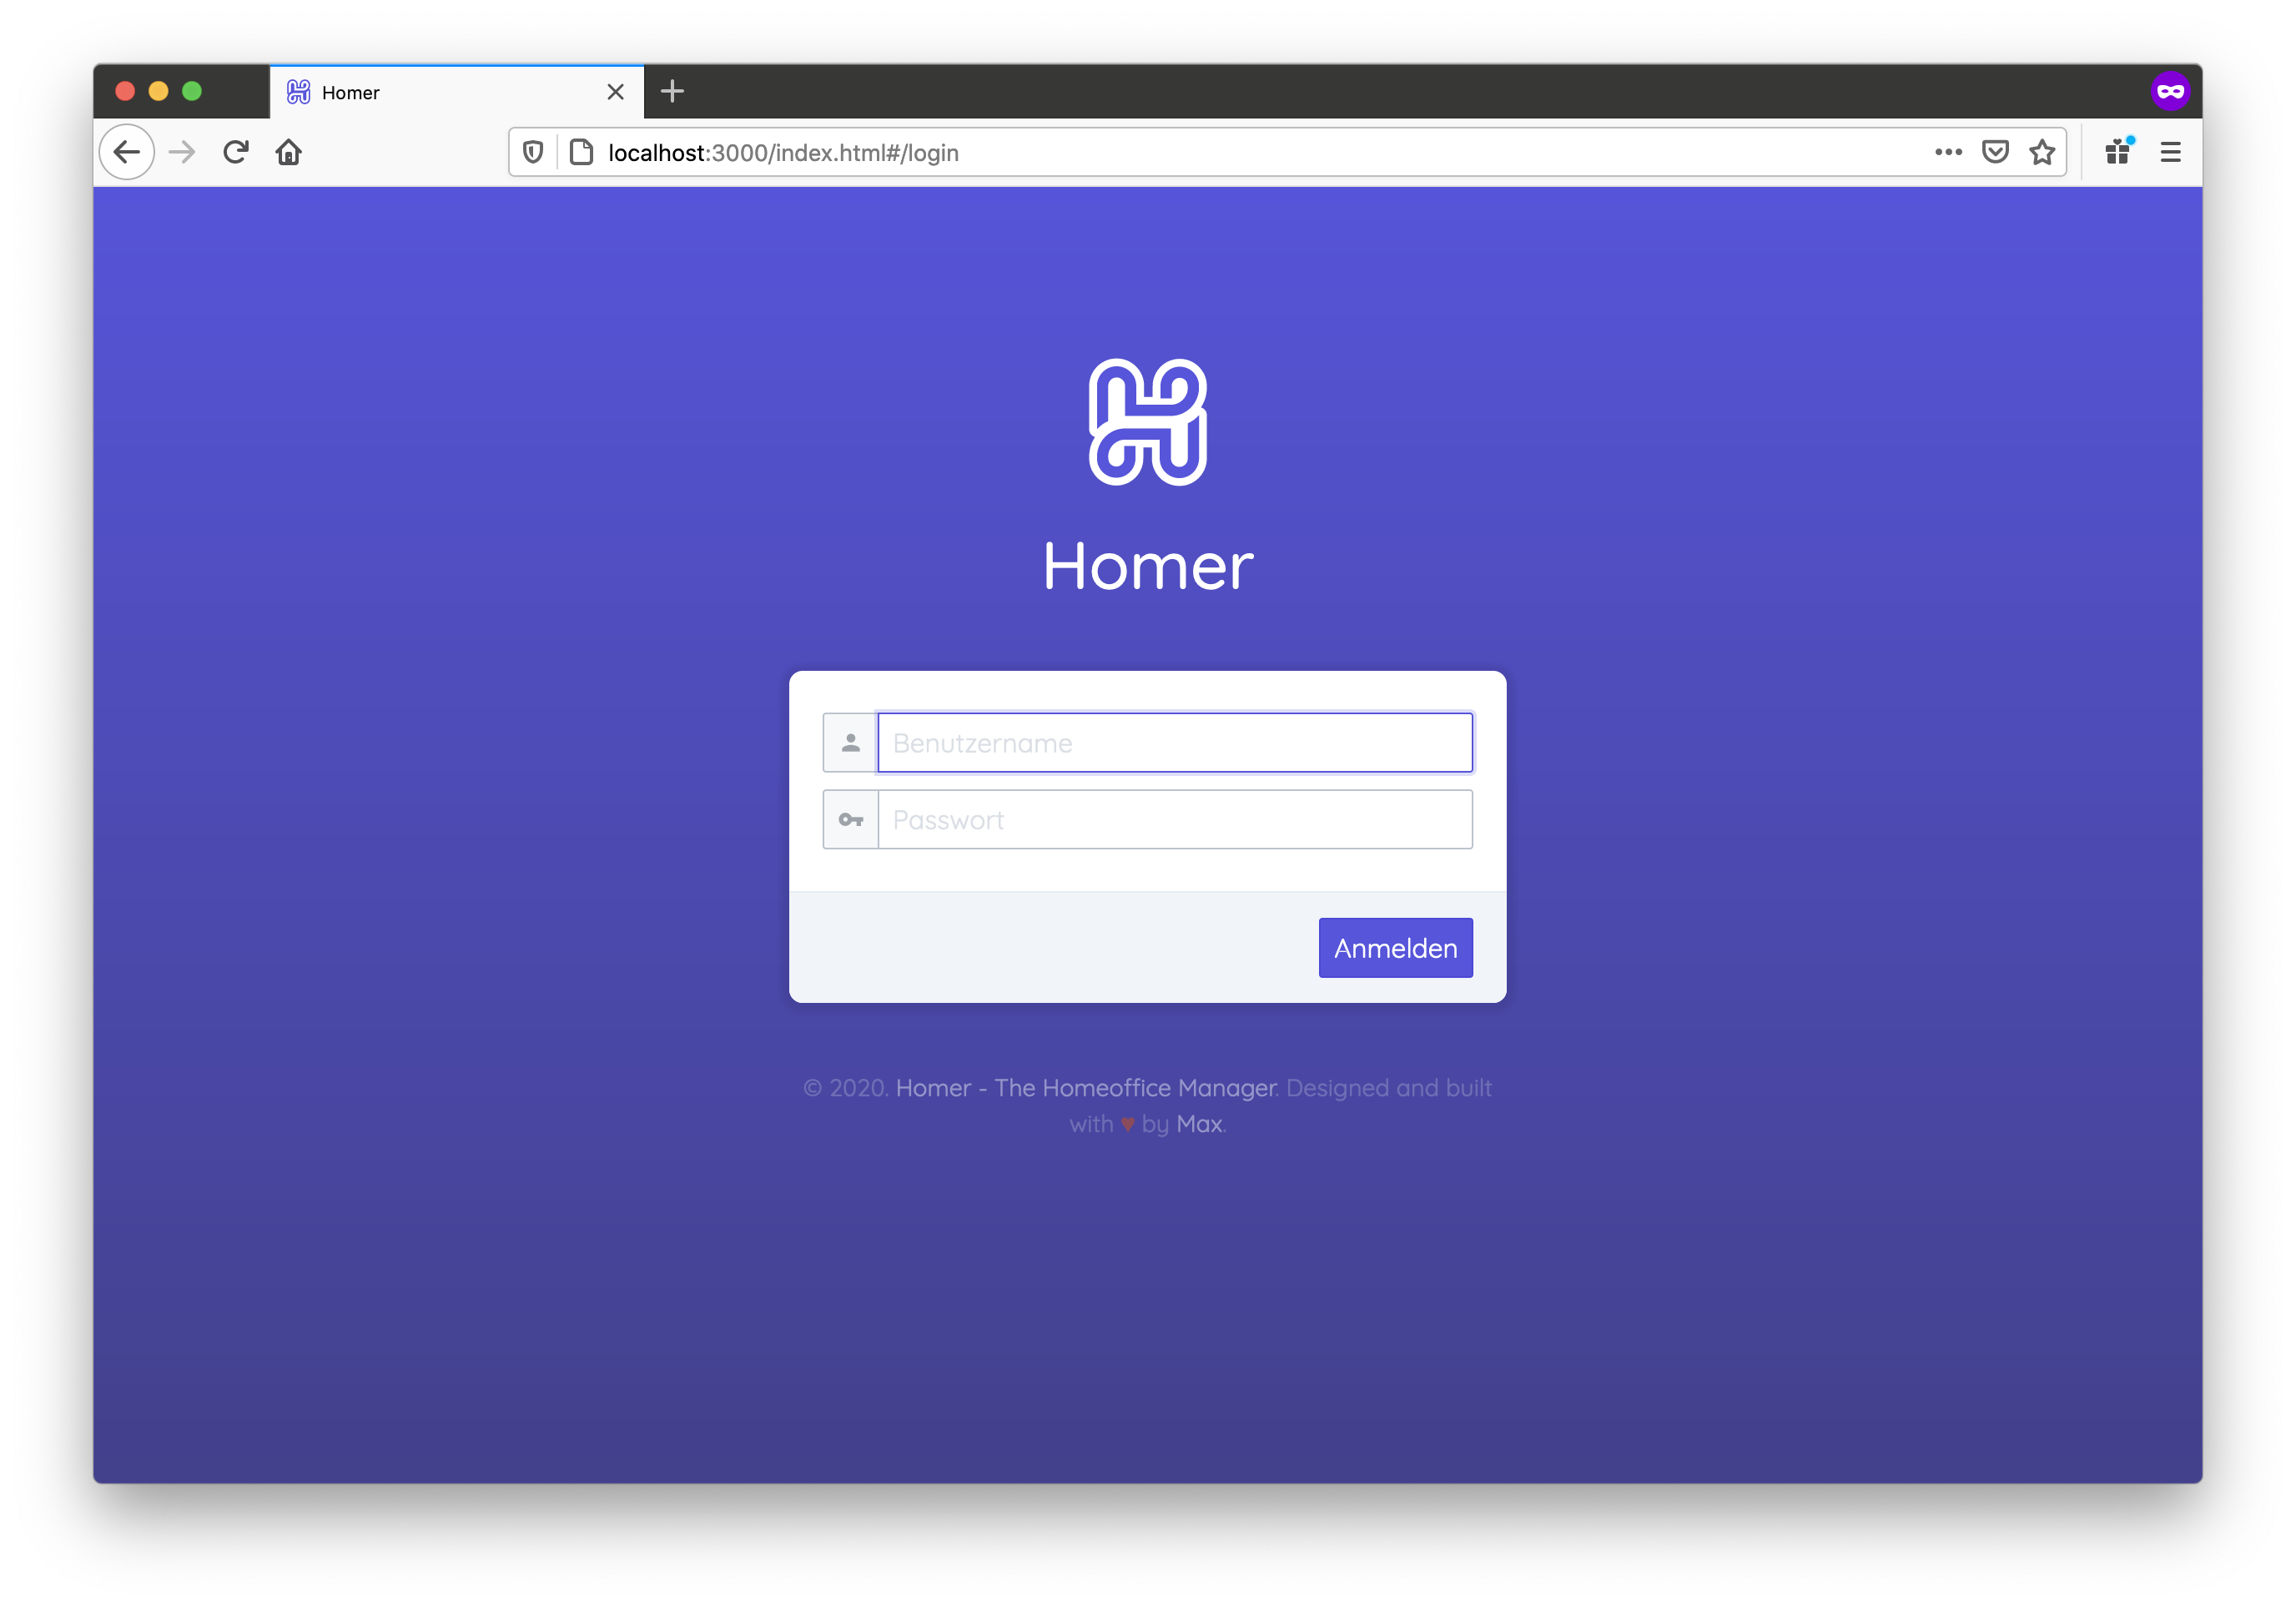 Homer
localhost:3000/index.html#/login
Homer
Benutzername
Passwort
Anmelden
© 2020. Homer - The Homeoffice Manager. Designed and built
with ♥ by Max.